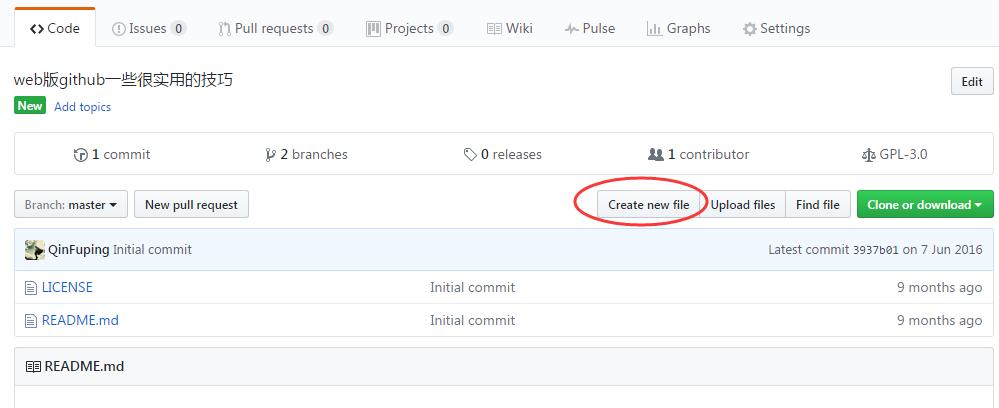 Code Issues 0 Pull requests 0 Projects 0 Wiki Pulse Graphs Settings
web版github一些很实用的技巧 Edit
New Add topics
1 commit 2 branches 0 releases 1 contributor GPL-3.0
Branch: master New pull request Create new file Upload files Find file Clone or download
QinFuping Initial commit Latest commit 3937b01 on 7 Jun 2016
LICENSE Initial commit 9 months ago
README.md Initial commit 9 months ago
README.md